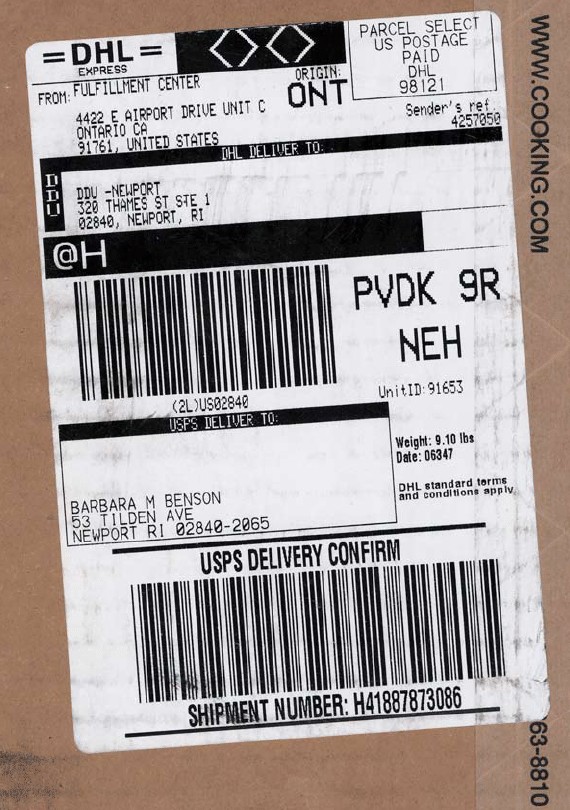 =DHL=
EXPRESS
PARCEL SELECT
US POSTAGE
PAID
DHL
98121
FROM: FULFILLMENT CENTER
ORIGIN:
ONT
4422 E AIRPORT DRIVE UNIT C
ONTARIO CA
91761, UNITED STATES
Sender's ref.
4257050
DHL DELIVER TO:
DDU
DDU -NEWPORT
320 THAMES ST STE 1
02840, NEWPORT, RI
@H
PVDK 9R
NEH
(2L)US02840
UnitID:91653
USPS DELIVER TO:
Weight: 9.10 lbs
Date: 06347
DHL standard terms
and conditions apply.
BARBARA M BENSON
53 TILDEN AVE
NEWPORT RI 02840-2065
USPS DELIVERY CONFIRM
SHIPMENT NUMBER: H41887873086
WWW.COOKING.COM
63-8810